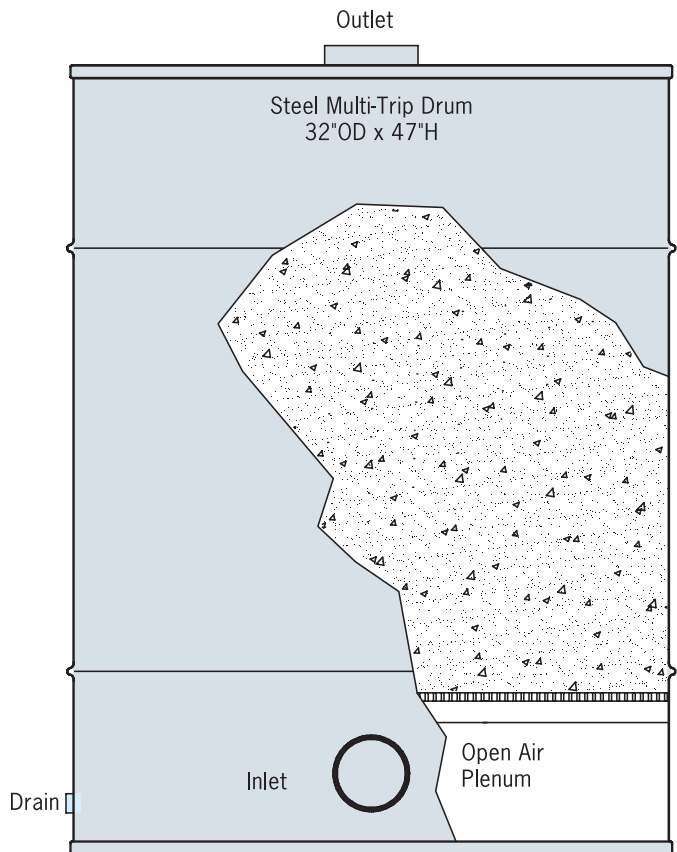 Outlet
Steel Multi-Trip Drum
32"OD x 47"H
Open Air
Plenum
Inlet
Drain